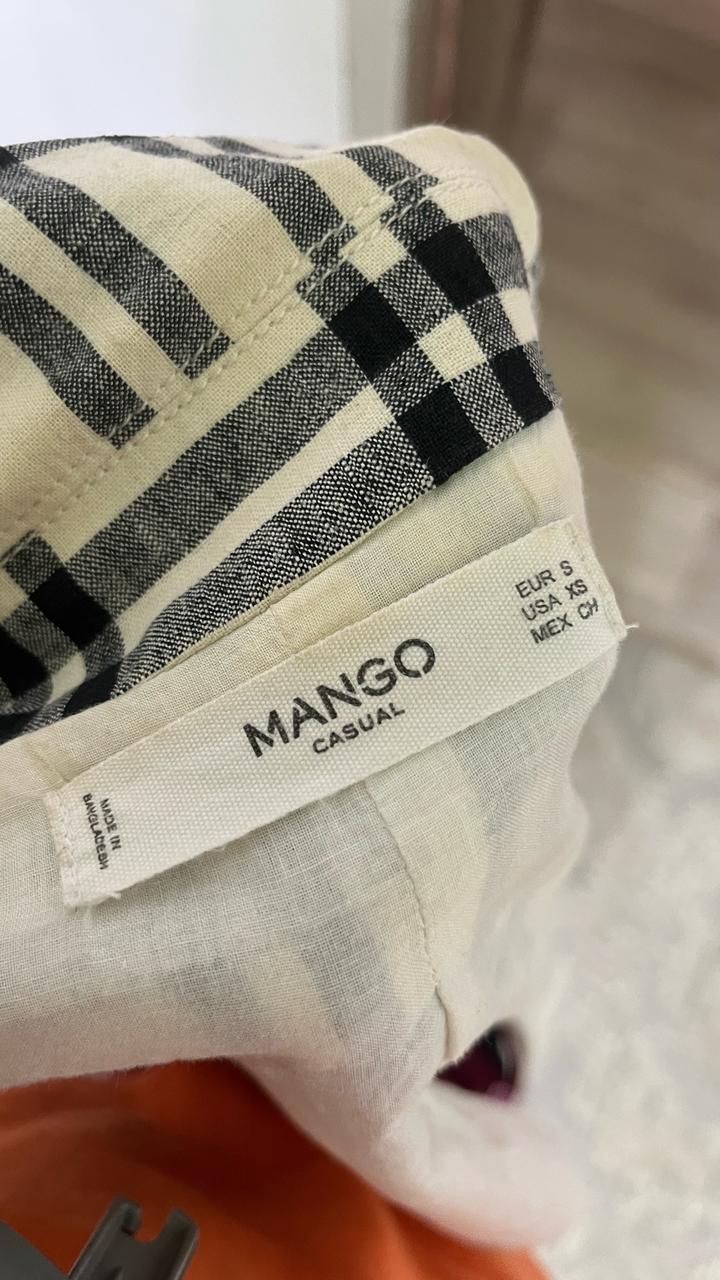 MANGO
CASUAL
EUR S
USA XS
MEX CH
MADE IN
BANGLADESH